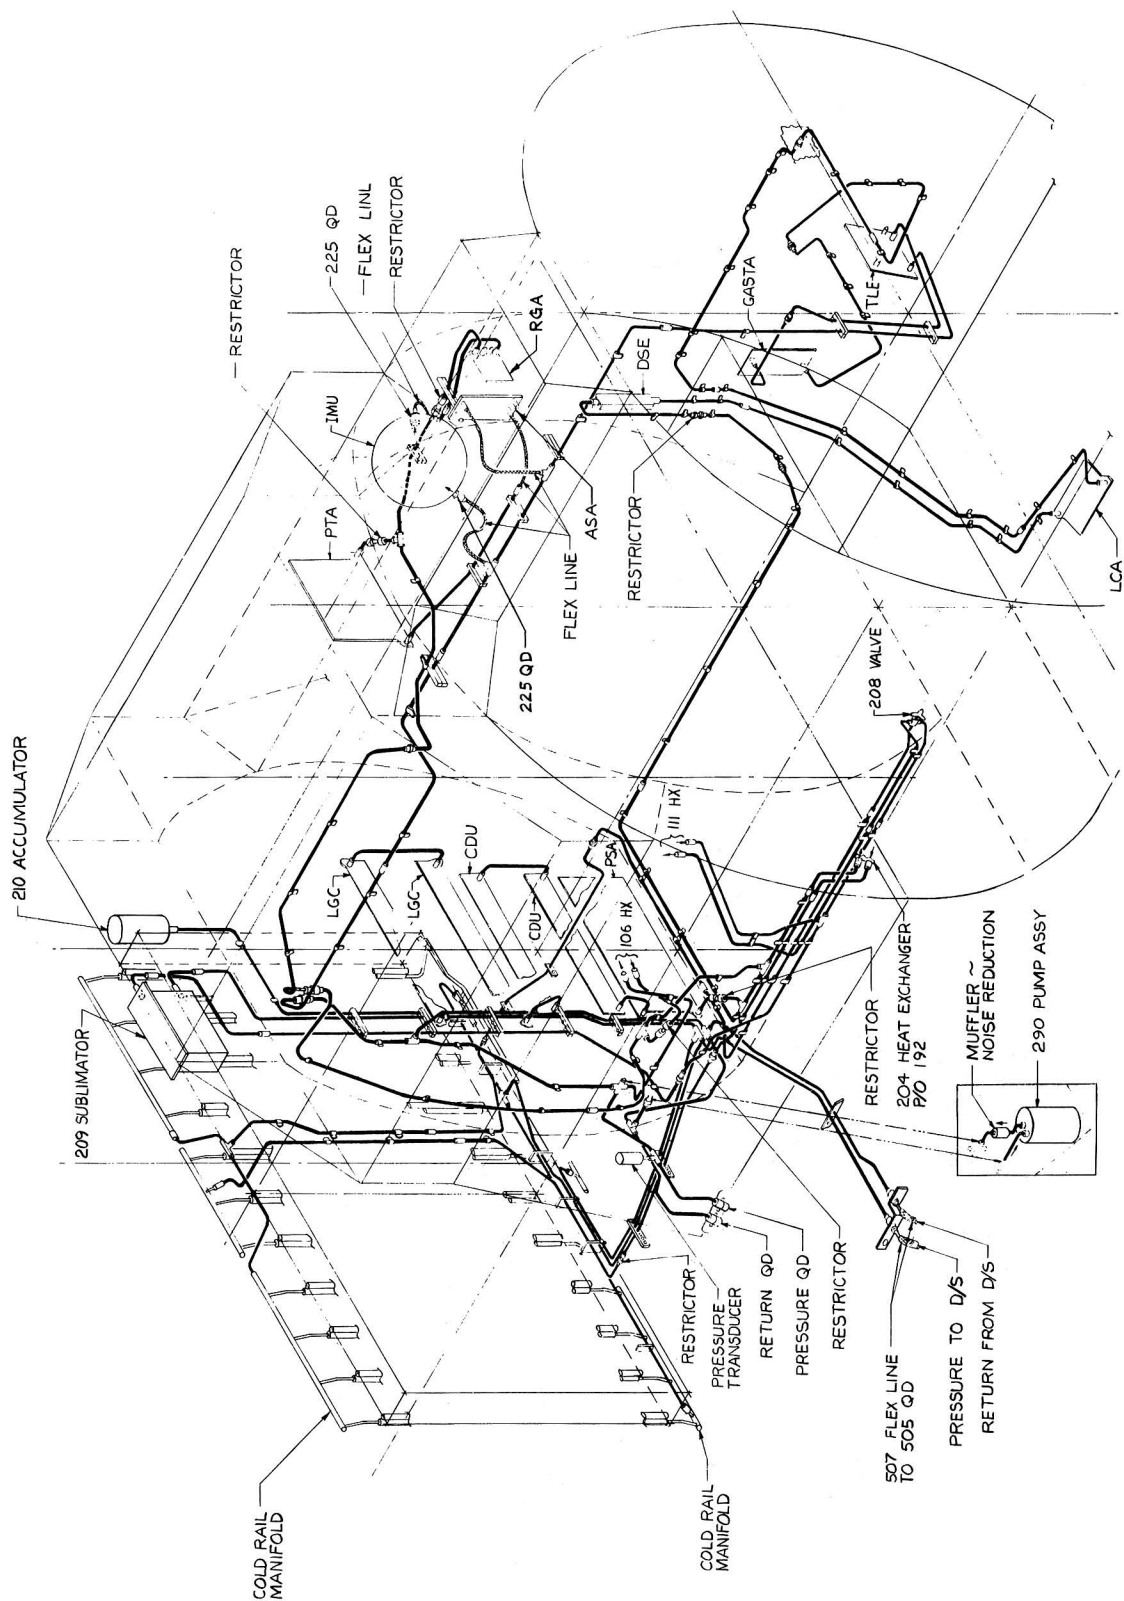 210 ACCUMULATOR
209 SUBLIMATOR
COLD RAIL
MANIFOLD
COLD RAIL
MANIFOLD
RESTRICTOR
225 QD
FLEX LINL
RESTRICTOR
IMU
PTA
RGA
ASA
FLEX LINE
225 QD
RESTRICTOR
DSE
GASTA
TLE
LCA
208 VALVE
LGC
LGC
CDU
CDU
PSA
111 HX
106 HX
RESTRICTOR
204 HEAT EXCHANGER
P/O 192
MUFFLER ~
NOISE REDUCTION
290 PUMP ASSY
RESTRICTOR
PRESSURE
TRANSDUCER
RETURN QD
PRESSURE QD
RESTRICTOR
507 FLEX LINE
TO 505 QD
PRESSURE TO D/S
RETURN FROM D/S